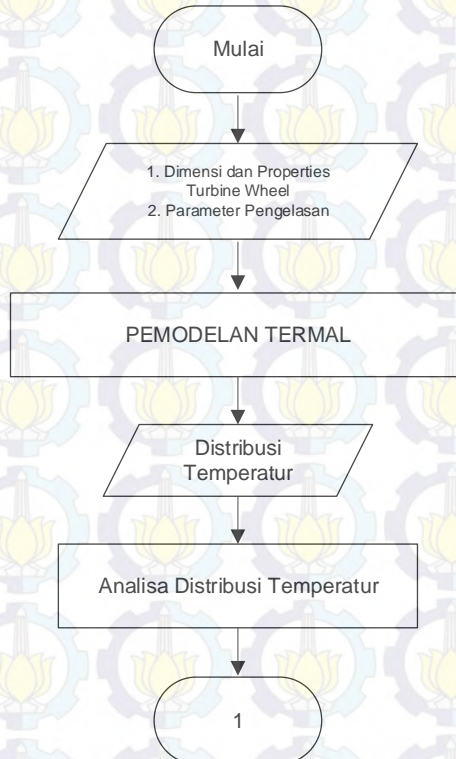 Mulai
1. Dimensi dan Properties
Turbine Wheel
2. Parameter Pengelasan
PEMODELAN TERMAL
Distribusi
Temperatur
Analisa Distribusi Temperatur
1